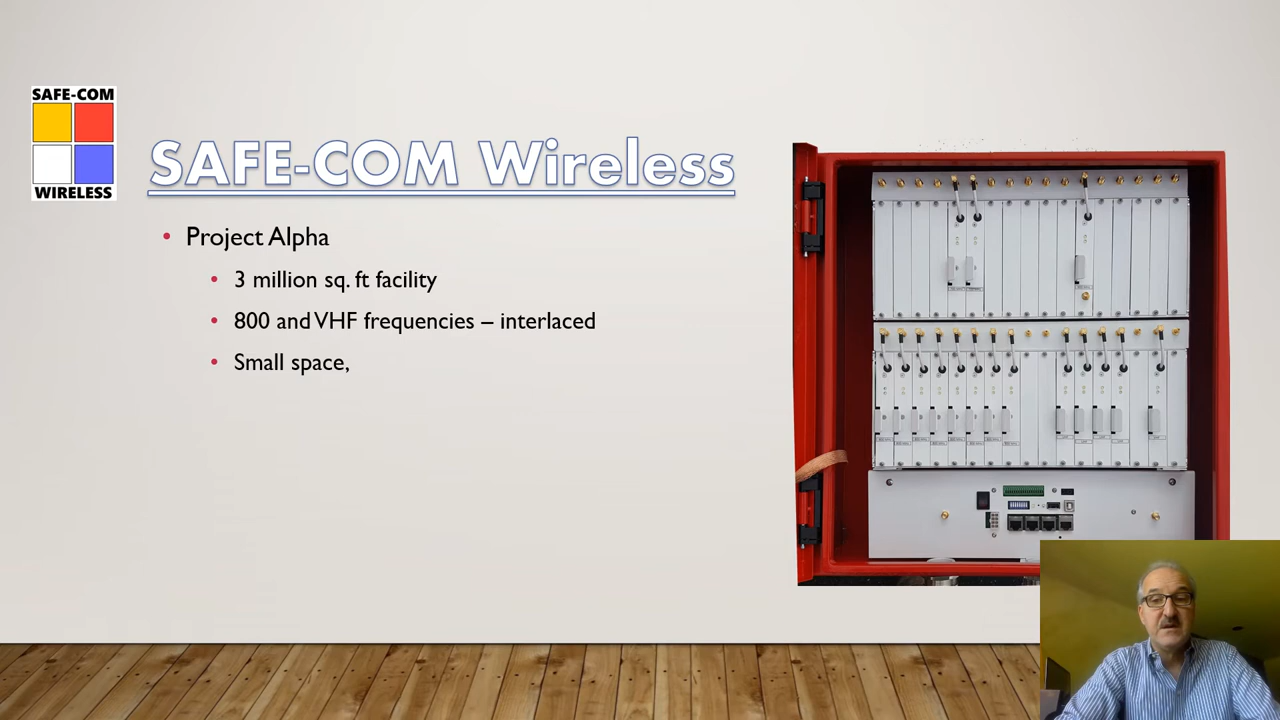 SAFE-COM
WIRELESS
SAFE-COM Wireless
Project Alpha
3 million sq. ft facility
800 and VHF frequencies – interlaced
Small space,